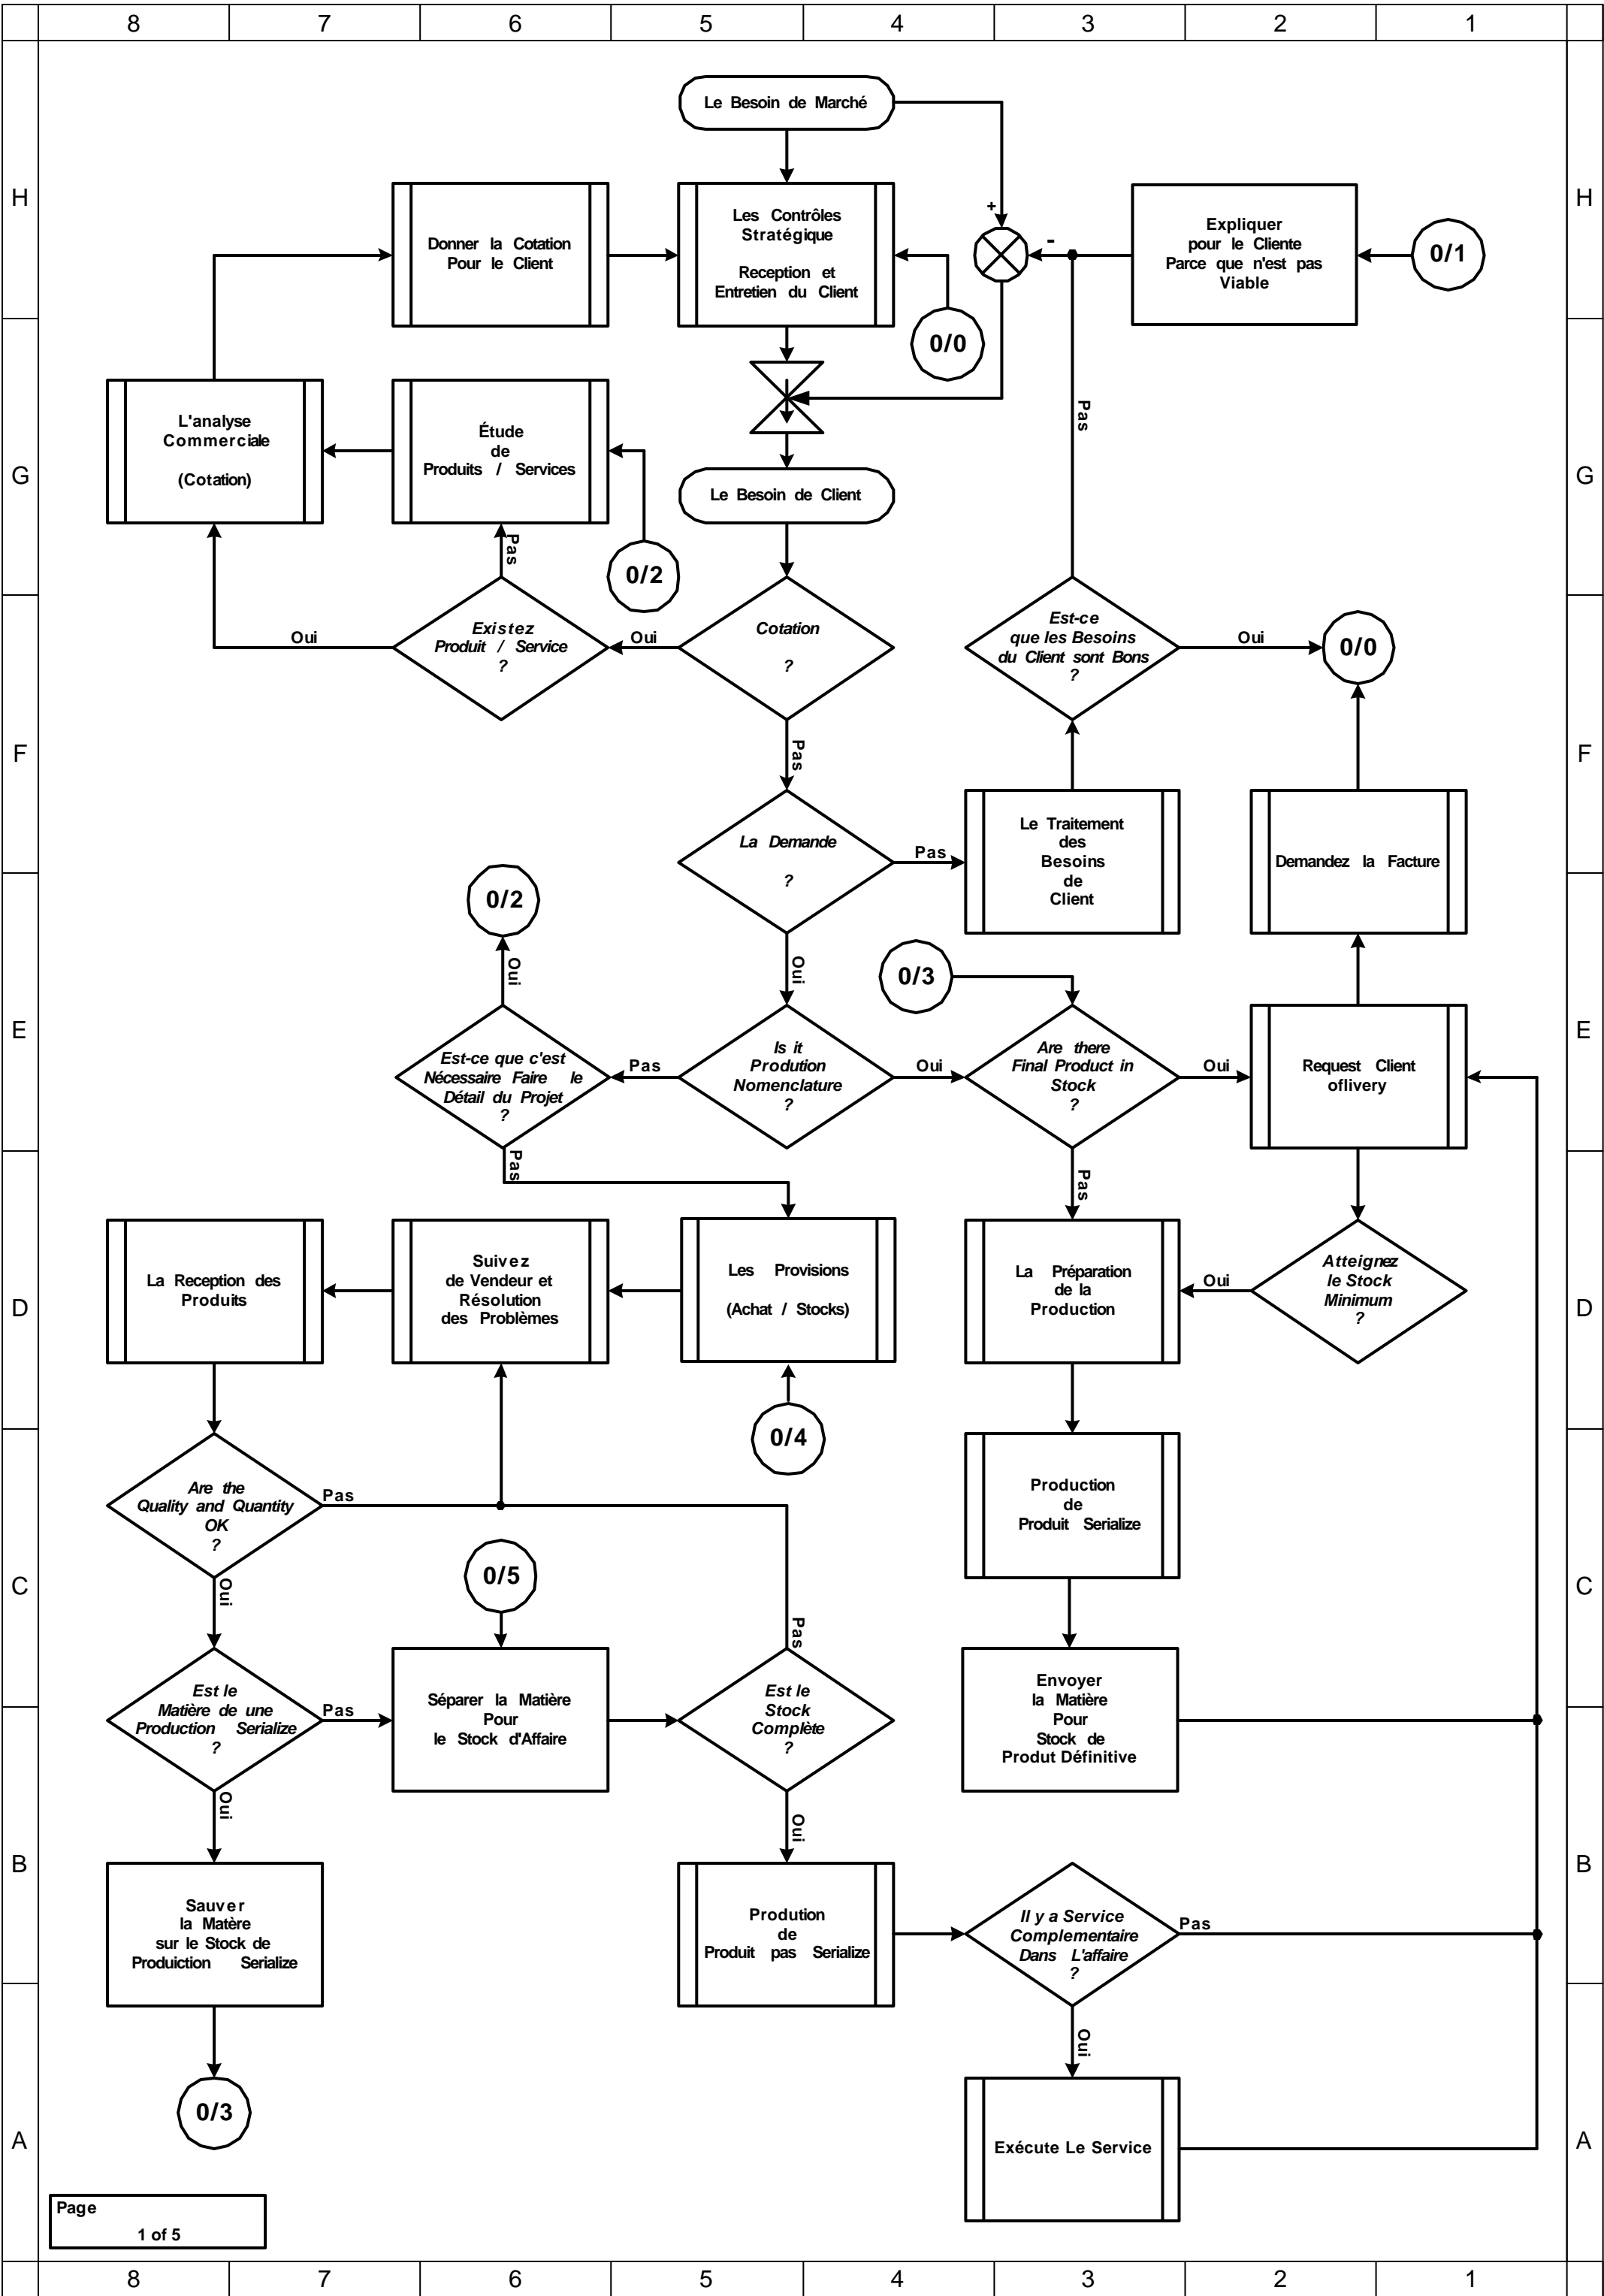 8 7 6 5 4 3 2 1
Le Besoin de Marché
H
H
Donner la Cotation
Pour le Client
Les Contrôles
Stratégique
Reception et
Entretien du Client
+
-
Expliquer
pour le Cliente
Parce que n'est pas
Viable
0/1
0/0
G
G
L'analyse
Commerciale
(Cotation)
Étude
de
Produits / Services
Le Besoin de Client
Pas
Pas
0/2
Oui
Existez
Produit / Service
?
Oui
Cotation
?
Est-ce
que les Besoins
du Client sont Bons
?
Oui
0/0
F
F
Pas
La Demande
?
Pas
Le Traitement
des
Besoins
de
Client
Demandez la Facture
0/2
Oui
Oui
0/3
E
E
Est-ce que c'est
Nécessaire Faire le
Détail du Projet
?
Pas
Is it
Prodution
Nomenclature
?
Oui
Are there
Final Product in
Stock
?
Oui
Request Client
oflivery
Pas
Pas
D
D
La Reception des
Produits
Suivez
de Vendeur et
Résolution
des Problèmes
Les Provisions
(Achat / Stocks)
La Préparation
de la
Production
Oui
Atteignez
le Stock
Minimum
?
0/4
Are the
Quality and Quantity
OK
?
Pas
Production
de
Produit Serialize
C
C
Oui
0/5
Pas
Est le
Matière de une
Production Serialize
?
Pas
Séparer la Matière
Pour
le Stock d'Affaire
Est le
Stock
Complète
?
Envoyer
la Matière
Pour
Stock de
Produt Définitive
Oui
Oui
B
B
Sauver
la Matère
sur le Stock de
Produiction Serialize
Prodution
de
Produit pas Serialize
Il y a Service
Complementaire
Dans L'affaire
?
Pas
Oui
0/3
A
A
Exécute Le Service
Page
1 of 5
8 7 6 5 4 3 2 1